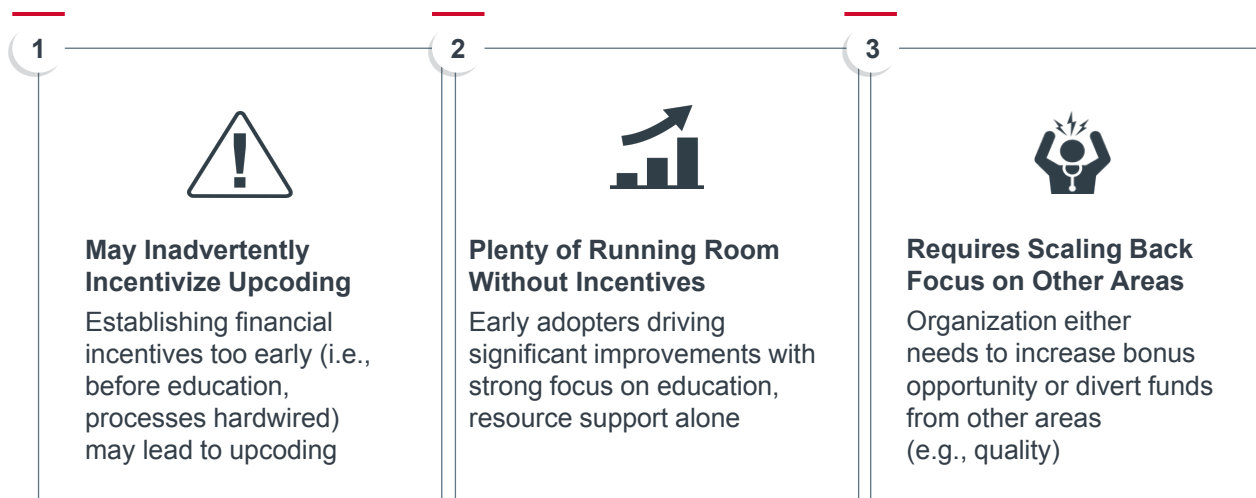 1
May Inadvertently
Incentivize Upcoding
Establishing financial
incentives too early (i.e.,
before education,
processes hardwired)
may lead to upcoding
2
Plenty of Running Room
Without Incentives
Early adopters driving
significant improvements with
strong focus on education,
resource support alone
3
Requires Scaling Back
Focus on Other Areas
Organization either
needs to increase bonus
opportunity or divert funds
from other areas
(e.g., quality)